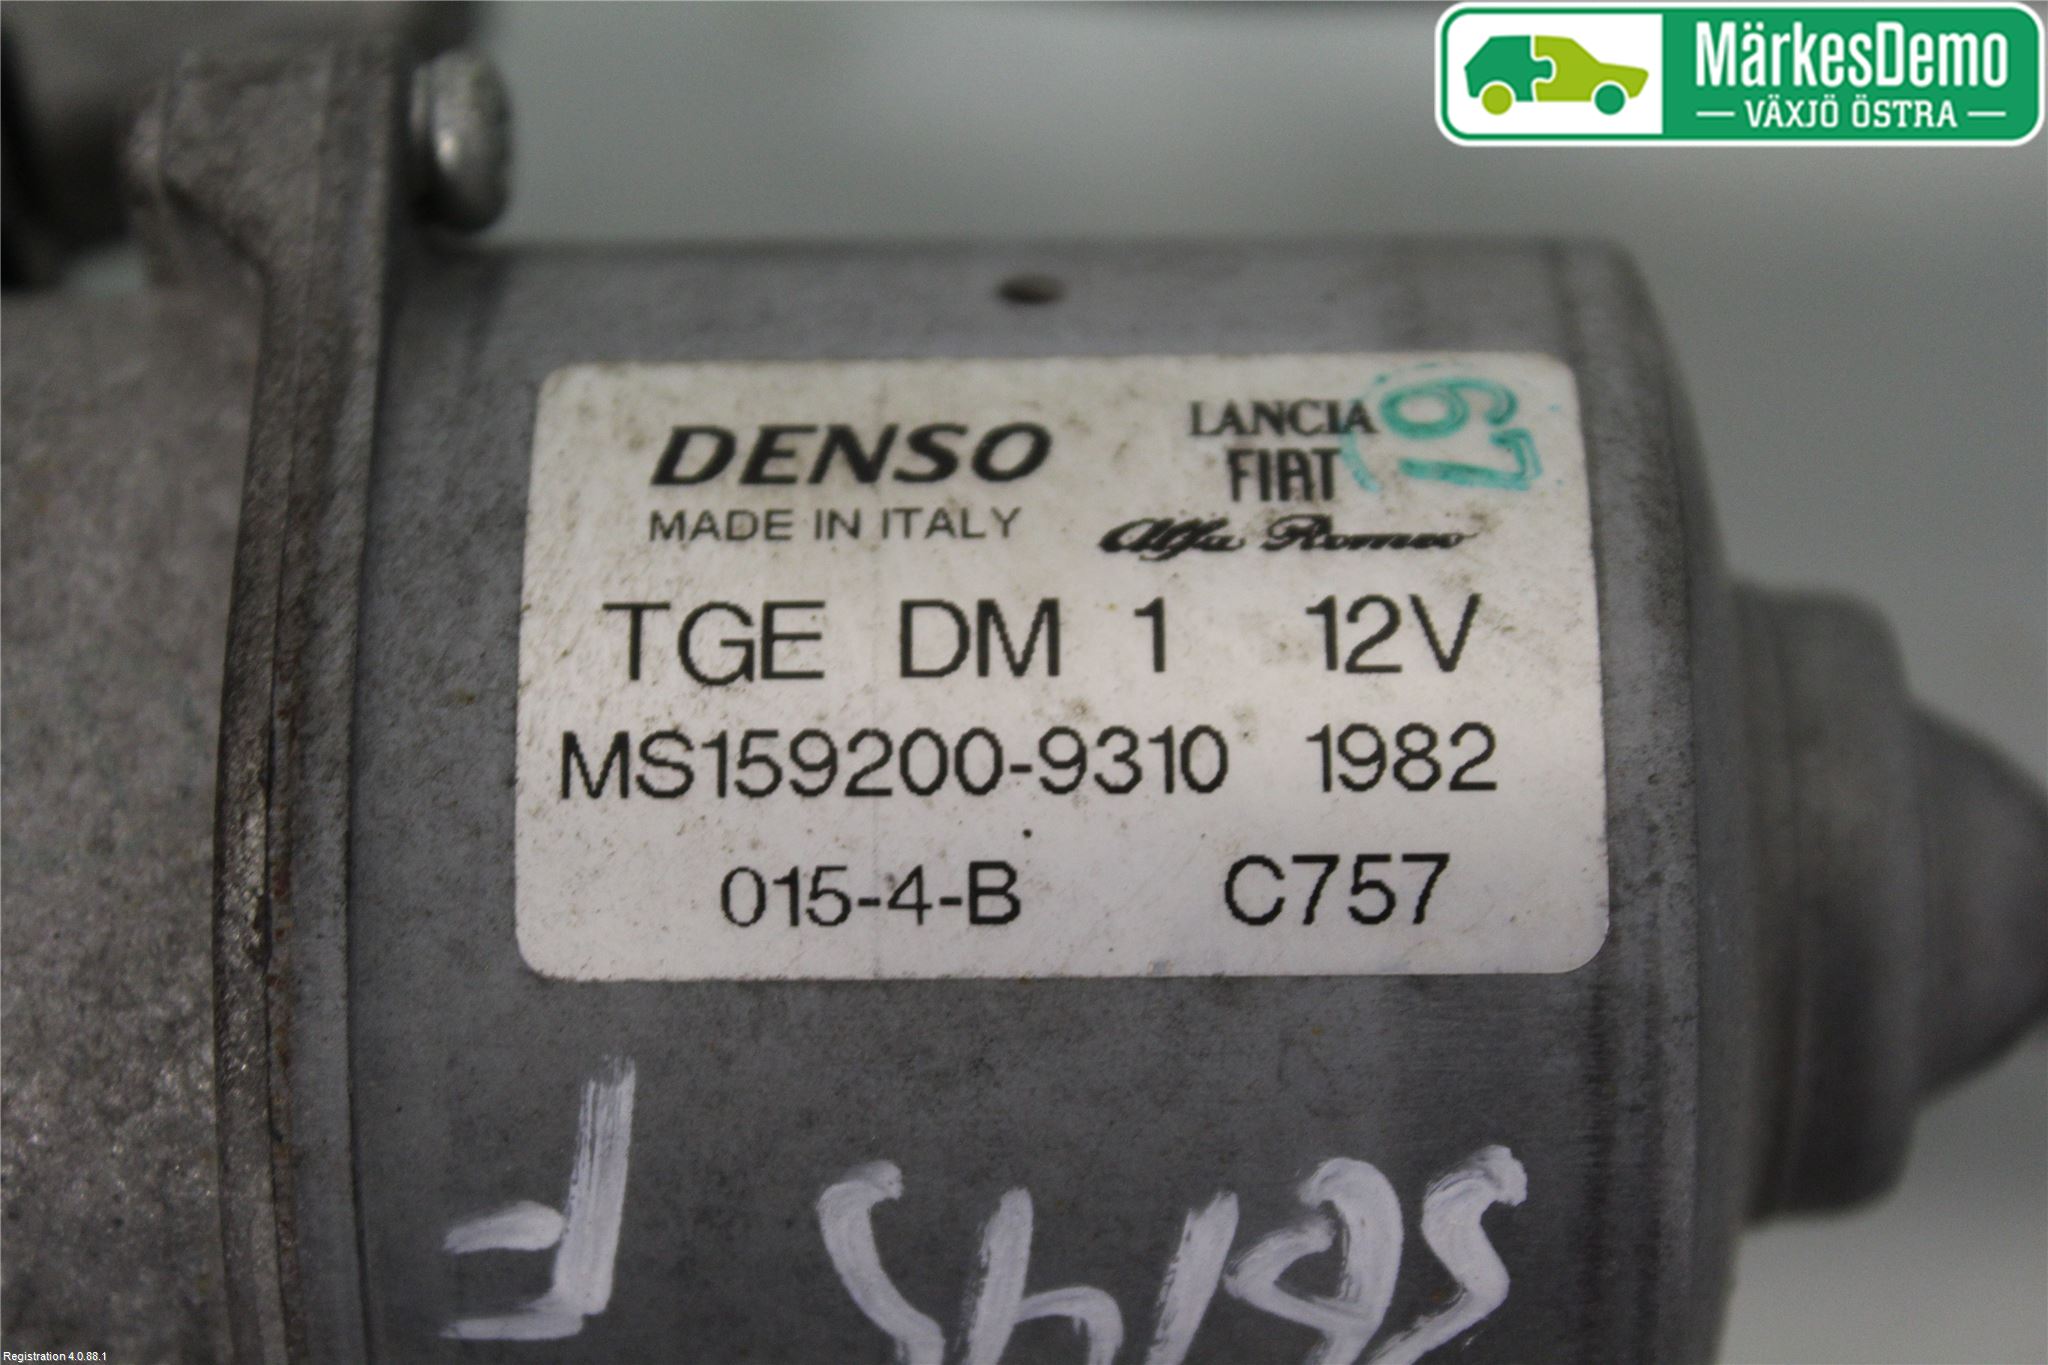 MärkesDemo
VÄXJÖ ÖSTRA
DENSO
MADE IN ITALY
LANCIA
FIAT
Alfa Romeo
67
TGE DM 1 12V
MS159200-9310 1982
015-4-B C757
F
Registration 4.0.88.1